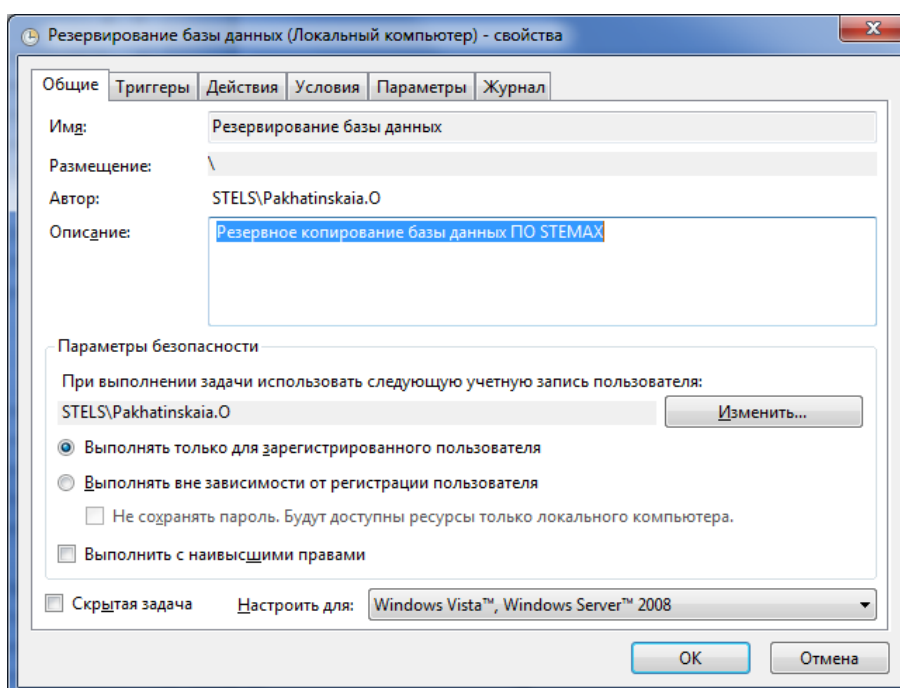 Резервирование базы данных (Локальный компьютер) - свойства
Общие Триггеры Действия Условия Параметры Журнал
Имя: Резервирование базы данных
Размещение: \
Автор: STELS\Pakhatinskaia.O
Описание: Резервное копирование базы данных ПО STEMAX
Параметры безопасности
При выполнении задачи использовать следующую учетную запись пользователя:
STELS\Pakhatinskaia.O Изменить...
Выполнять только для зарегистрированного пользователя
Выполнять вне зависимости от регистрации пользователя
Не сохранять пароль. Будут доступны ресурсы только локального компьютера.
Выполнить с наивысшими правами
Скрытая задача Настроить для: Windows Vista™, Windows Server™ 2008
OK Отмена